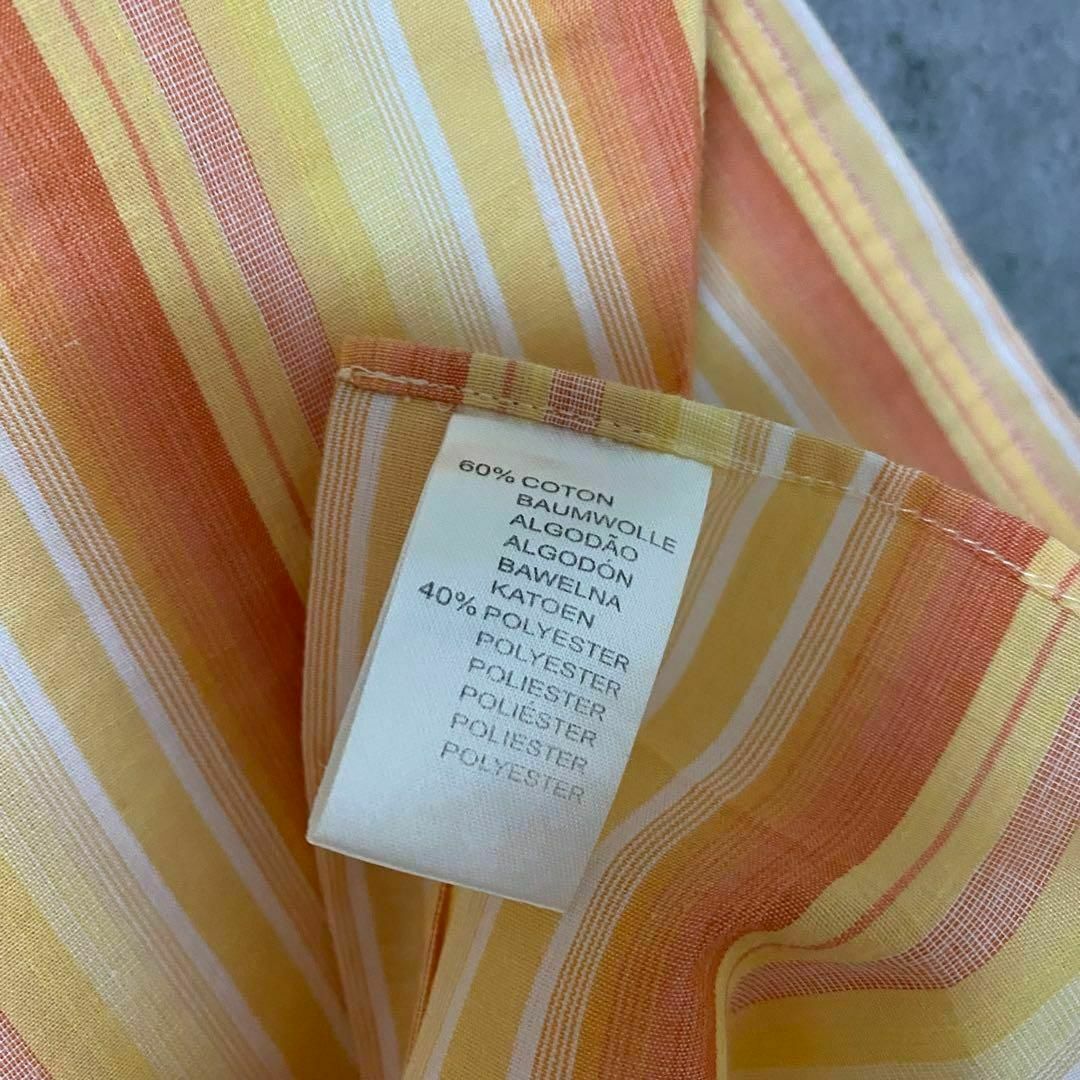 60% COTON
BAUMWOLLE
ALGODÃO
ALGODÓN
BAWELNA
KATOEN
40% POLYESTER
POLYESTER
POLIESTER
POLIÉSTER
POLIESTER
POLYESTER